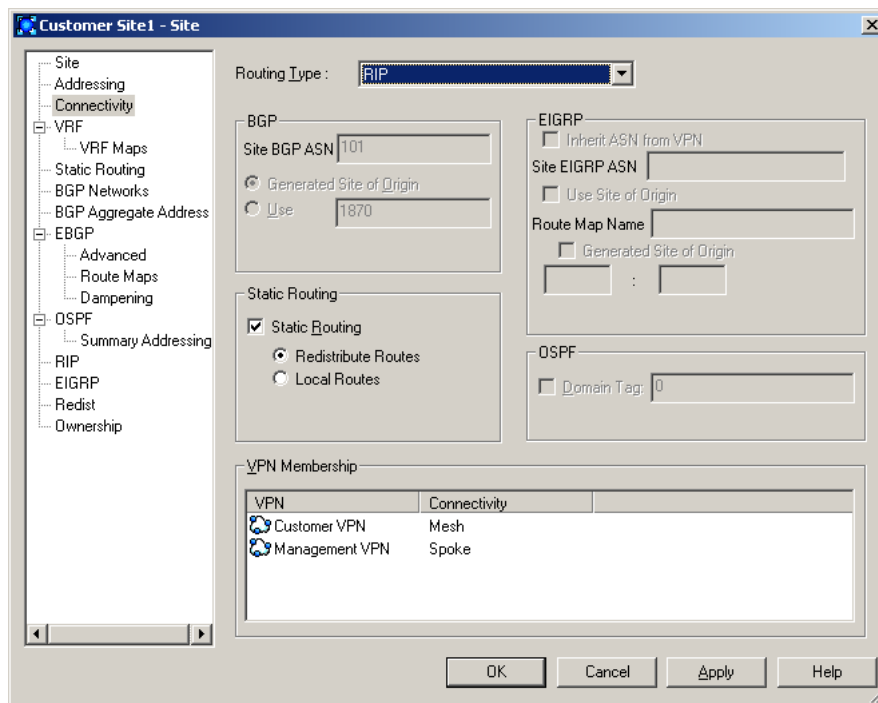 Customer Site1 - Site
Site
Addressing
Connectivity
VRF
VRF Maps
Static Routing
BGP Networks
BGP Aggregate Address
EBGP
Advanced
Route Maps
Dampening
OSPF
Summary Addressing
RIP
EIGRP
Redist
Ownership
Routing Type :
RIP
BGP
Site BGP ASN 101
Generated Site of Origin
Use 1870
EIGRP
Inherit ASN from VPN
Site EIGRP ASN
Use Site of Origin
Route Map Name
Generated Site of Origin
:
Static Routing
Static Routing
Redistribute Routes
Local Routes
OSPF
Domain Tag: 0
VPN Membership
VPN Connectivity
Customer VPN Mesh
Management VPN Spoke
OK Cancel Apply Help